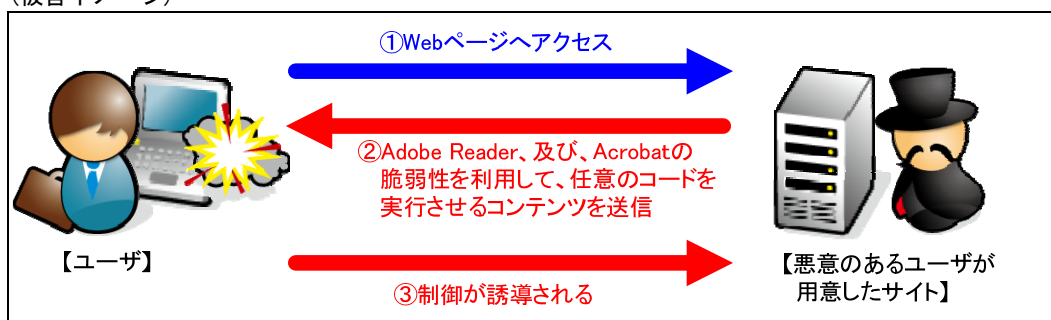 ①Webページへアクセス
②Adobe Reader、及び、Acrobatの
脆弱性を利用して、任意のコードを
実行させるコンテンツを送信
【ユーザ】
【悪意のあるユーザが
用意したサイト】
③制御が誘導される